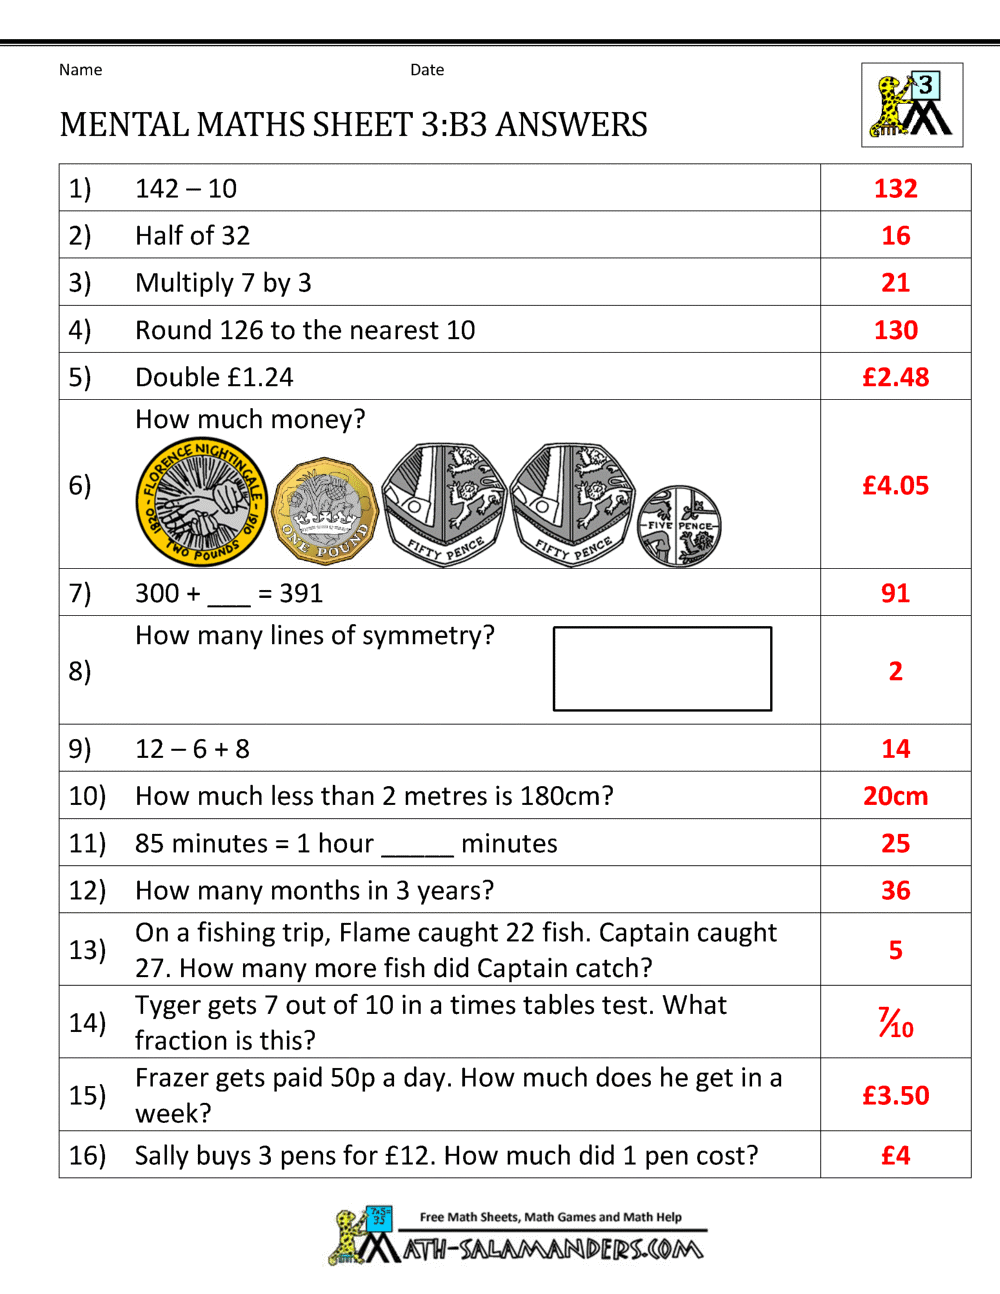 Name Date
3
MENTAL MATHS SHEET 3:B3 ANSWERS
1) 142 – 10 132
2) Half of 32 16
3) Multiply 7 by 3 21
4) Round 126 to the nearest 10 130
5) Double £1.24 £2.48
How much money?
6) £4.05
1820 - FLORENCE NIGHTINGALE - 1910
TWO POUNDS
ONE POUND
FIFTY PENCE
FIFTY PENCE
FIVE PENCE
7) 300 + ___ = 391 91
How many lines of symmetry?
8) 2
9) 12 – 6 + 8 14
10) How much less than 2 metres is 180cm? 20cm
11) 85 minutes = 1 hour _____ minutes 25
12) How many months in 3 years? 36
13) On a fishing trip, Flame caught 22 fish. Captain caught
27. How many more fish did Captain catch? 5
14) Tyger gets 7 out of 10 in a times tables test. What
fraction is this? 7/10
15) Frazer gets paid 50p a day. How much does he get in a
week? £3.50
16) Sally buys 3 pens for £12. How much did 1 pen cost? £4
7x5=
35
Free Math Sheets, Math Games and Math Help
MATH-SALAMANDERS.COM